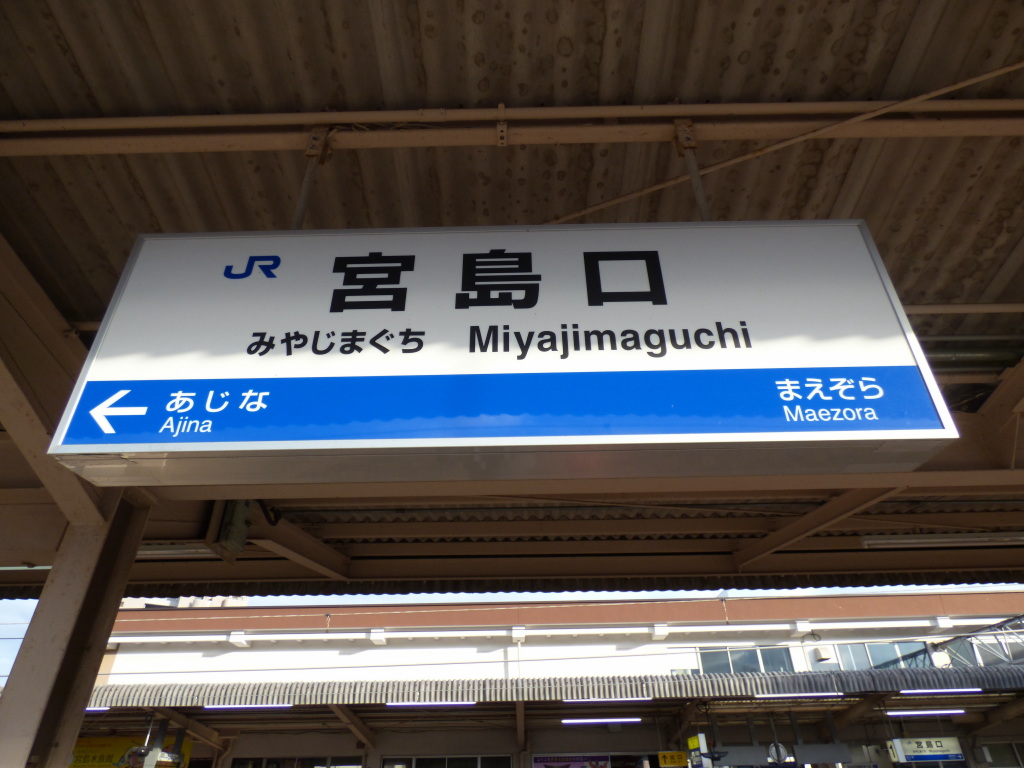 JR 宮島口
みやじまぐち Miyajimaguchi
← あじな まえぞら
Ajina Maezora
宮島口